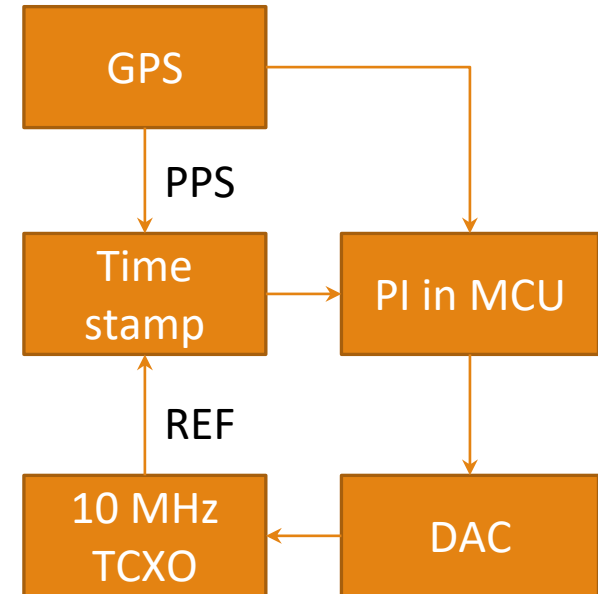 GPS
PPS
Time
stamp
PI in MCU
REF
10 MHz
TCXO
DAC